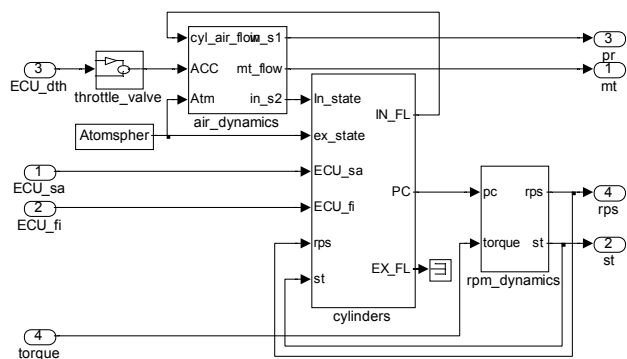 cyl_air_flow in_s1
3
pr
3
ECU_dth
throttle_valve
ACC
mt_flow
1
mt
Atm
in_s2
air_dynamics
In_state
IN_FL
Atomspher
ex_state
1
ECU_sa
ECU_sa
2
ECU_fi
ECU_fi
PC
pc
rps
4
rps
rps
torque
st
2
st
st
EX_FL
rpm_dynamics
cylinders
4
torque